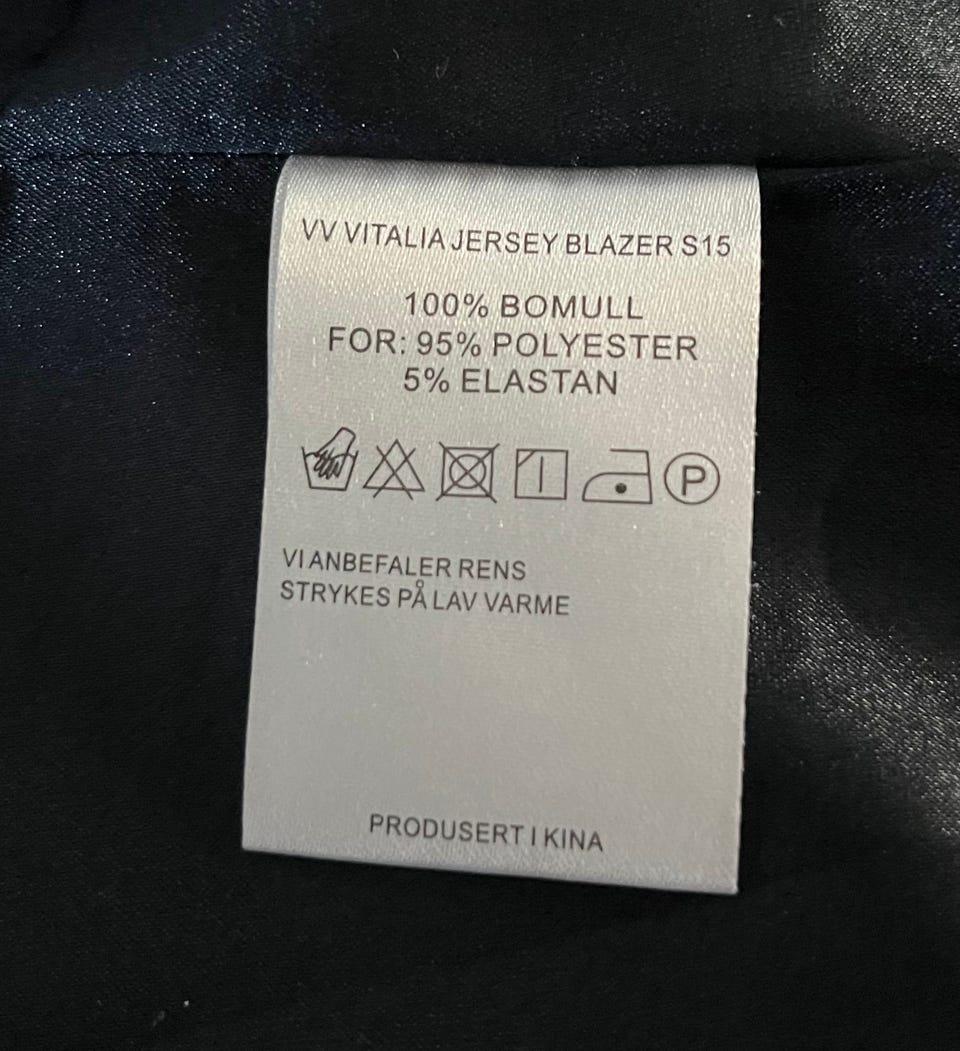 VV VITALIA JERSEY BLAZER S15
100% BOMULL
FOR: 95% POLYESTER
5% ELASTAN
P
VI ANBEFALER RENS
STRYKES PÅ LAV VARME
PRODUSERT I KINA